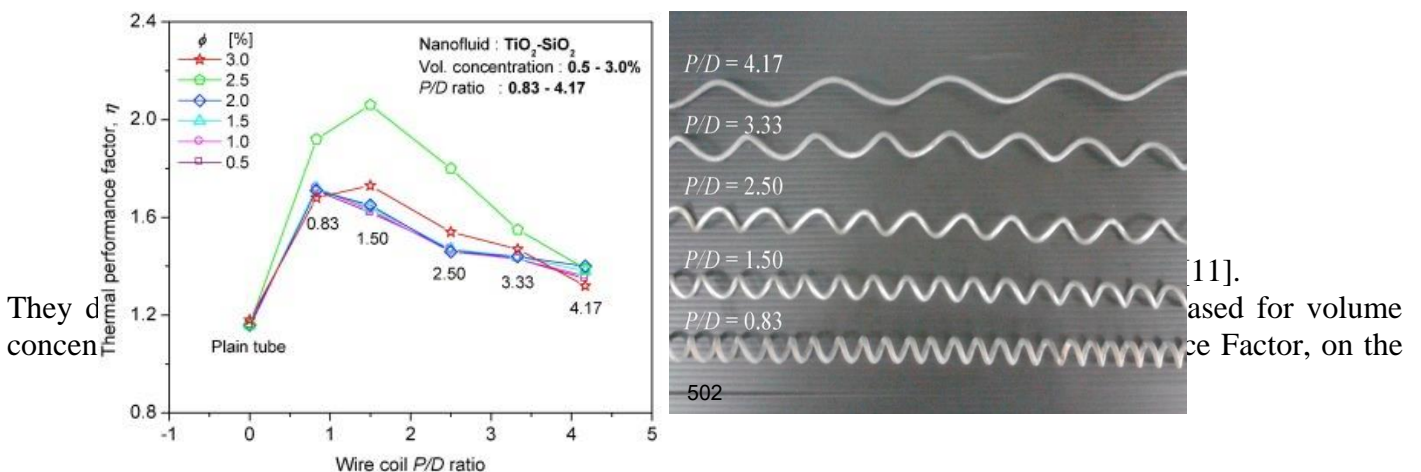 2.4
ϕ [%]
3.0
2.5
2.0
1.5
1.0
0.5
Nanofluid : TiO₂-SiO₂
Vol. concentration : 0.5 - 3.0%
P/D ratio : 0.83 - 4.17
Thermal performance factor, η
2.0
1.6
1.2
0.8
0.83
1.50
2.50
3.33
4.17
Plain tube
-1 0 1 2 3 4 5
Wire coil P/D ratio
P/D = 4.17
P/D = 3.33
P/D = 2.50
P/D = 1.50
P/D = 0.83
502
[11].
They for volume
Factor, on the